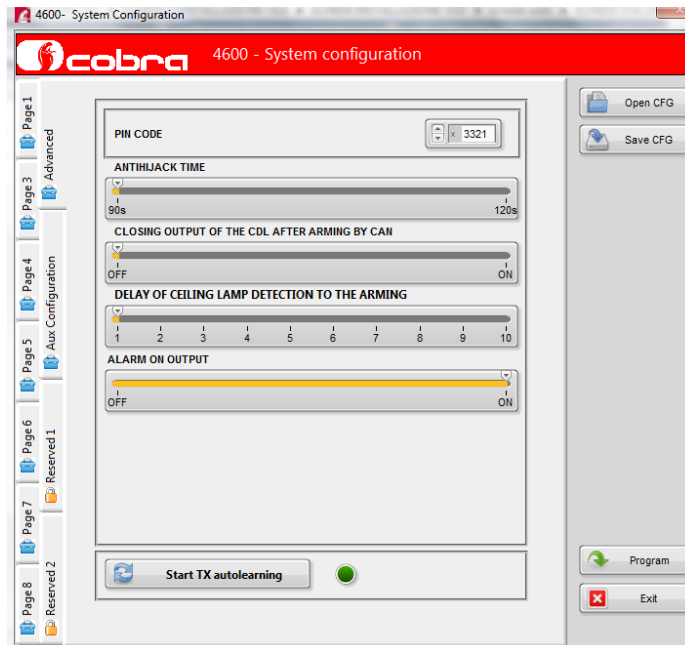 4600- System Configuration
cobra
4600 - System configuration
Page 1
Page 3
Page 4
Page 5
Page 6
Page 7
Page 8
Advanced
Aux Configuration
Reserved 1
Reserved 2
PIN CODE
x 3321
ANTIHIJACK TIME
90s 120s
CLOSING OUTPUT OF THE CDL AFTER ARMING BY CAN
OFF ON
DELAY OF CEILING LAMP DETECTION TO THE ARMING
1 2 3 4 5 6 7 8 9 10
ALARM ON OUTPUT
OFF ON
Start TX autolearning
Open CFG
Save CFG
Program
Exit